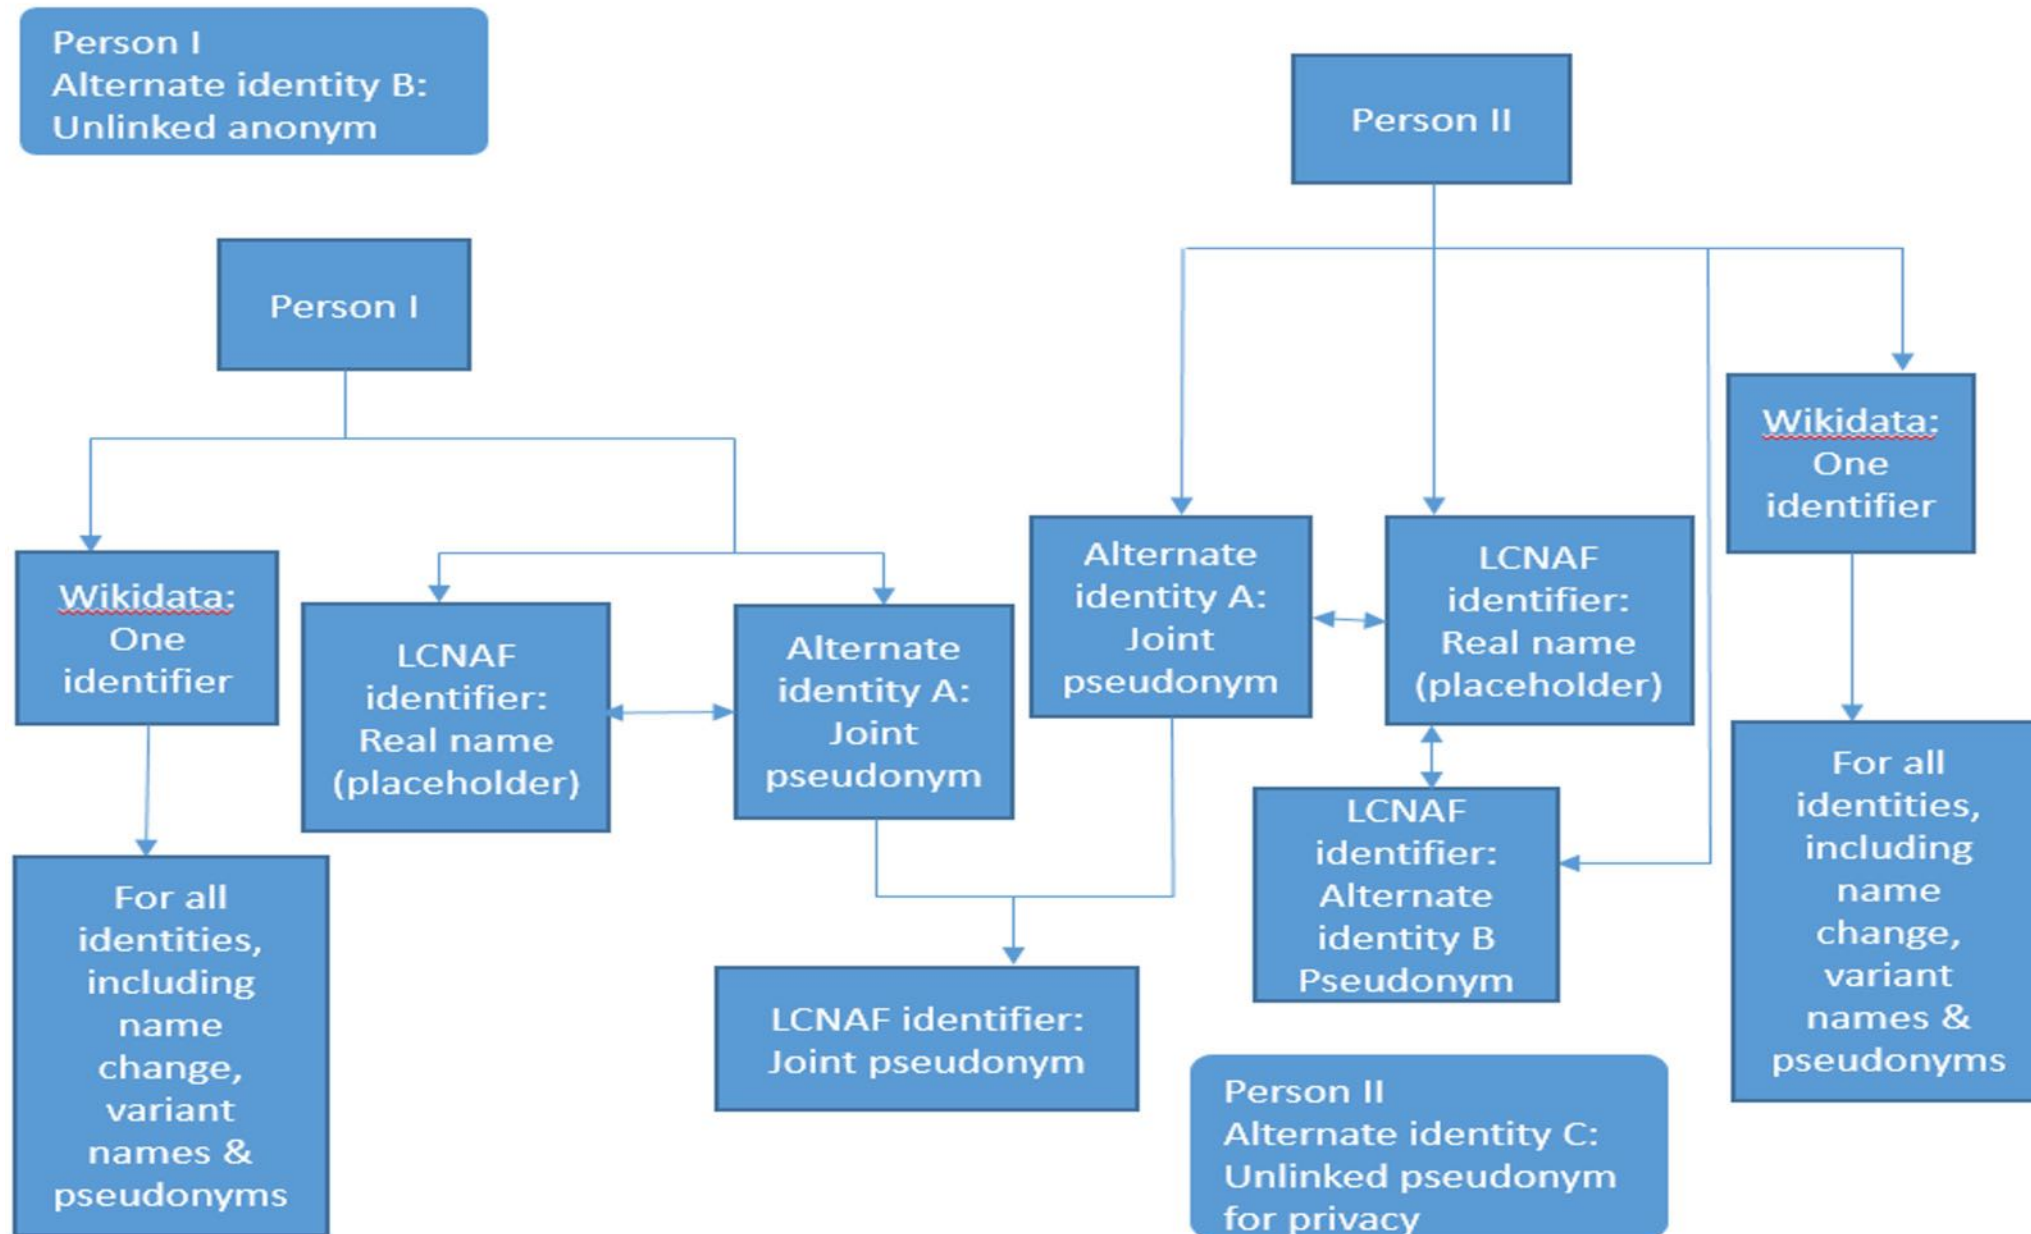 Person I
Alternate identity B:
Unlinked anonym
Person II
Person I
Wikidata:
One
identifier
Alternate
identity A:
Joint
pseudonym
LCNAF
identifier:
Real name
(placeholder)
Wikidata:
One
identifier
LCNAF
identifier:
Real name
(placeholder)
Alternate
identity A:
Joint
pseudonym
For all
identities,
including
name
change,
variant
names &
pseudonyms
LCNAF
identifier:
Alternate
identity B
Pseudonym
For all
identities,
including
name
change,
variant
names &
pseudonyms
LCNAF identifier:
Joint pseudonym
Person II
Alternate identity C:
Unlinked pseudonym
for privacy